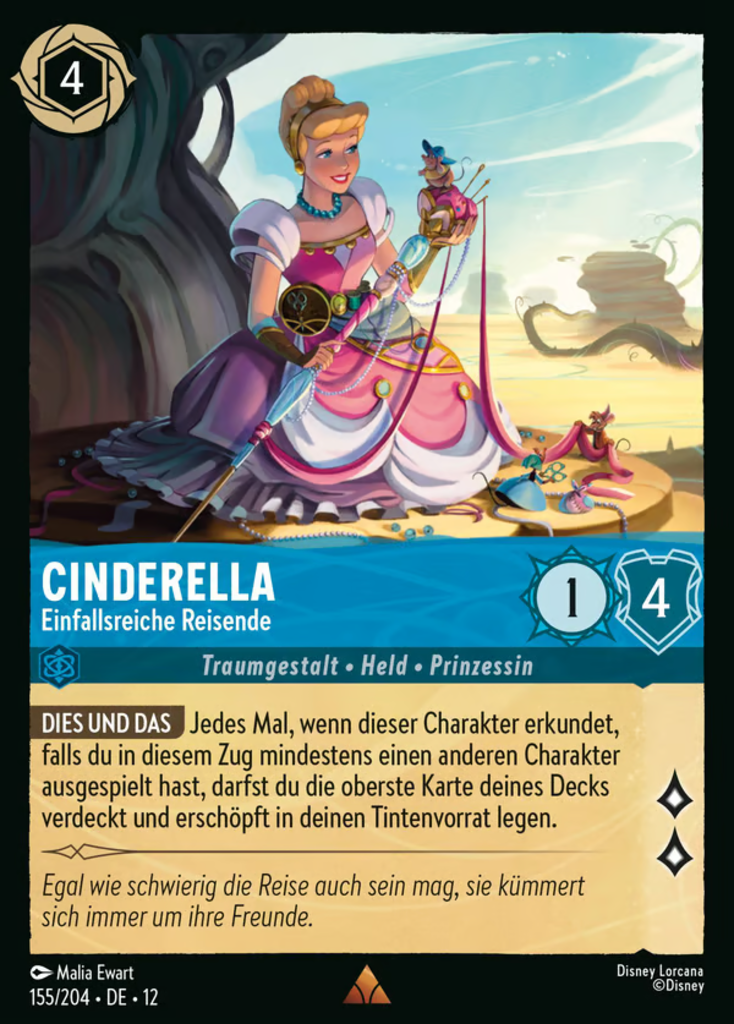 4
CINDERELLA
Einfallsreiche Reisende
1
4
Traumgestalt • Held • Prinzessin
DIES UND DAS Jedes Mal, wenn dieser Charakter erkundet,
falls du in diesem Zug mindestens einen anderen Charakter
ausgespielt hast, darfst du die oberste Karte deines Decks
verdeckt und erschöpft in deinen Tintenvorrat legen.
Egal wie schwierig die Reise auch sein mag, sie kümmert
sich immer um ihre Freunde.
Malia Ewart
155/204 • DE • 12
Disney Lorcana
©Disney